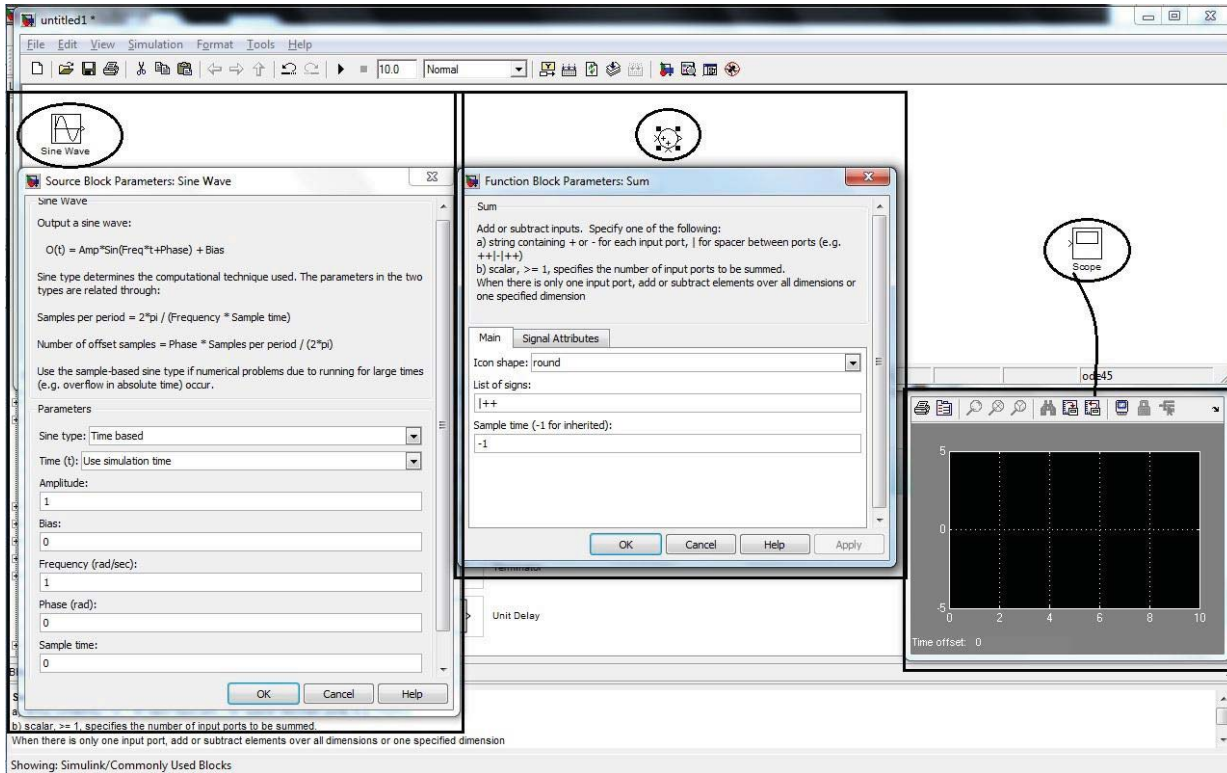 untitled1 *
File Edit View Simulation Format Tools Help
10.0 Normal
Sine Wave
Source Block Parameters: Sine Wave
Sine Wave
Output a sine wave:
O(t) = Amp*Sin(Freq*t+Phase) + Bias
Sine type determines the computational technique used. The parameters in the two
types are related through:
Samples per period = 2*pi / (Frequency * Sample time)
Number of offset samples = Phase * Samples per period / (2*pi)
Use the sample-based sine type if numerical problems due to running for large times
(e.g. overflow in absolute time) occur.
Parameters
Sine type: Time based
Time (t): Use simulation time
Amplitude:
1
Bias:
0
Frequency (rad/sec):
1
Phase (rad):
0
Sample time:
0
OK Cancel Help
Function Block Parameters: Sum
Sum
Add or subtract inputs. Specify one of the following:
a) string containing + or - for each input port, | for spacer between ports (e.g.
++|-|++)
b) scalar, >= 1, specifies the number of input ports to be summed.
When there is only one input port, add or subtract elements over all dimensions or
one specified dimension
Main Signal Attributes
Icon shape: round
List of signs:
|++
Sample time (-1 for inherited):
-1
OK Cancel Help Apply
Terminator
Unit Delay
Scope
ode45
5
0
-5
0 2 4 6 8 10
Time offset: 0
b) scalar, >= 1, specifies the number of input ports to be summed.
When there is only one input port, add or subtract elements over all dimensions or one specified dimension
Showing: Simulink/Commonly Used Blocks